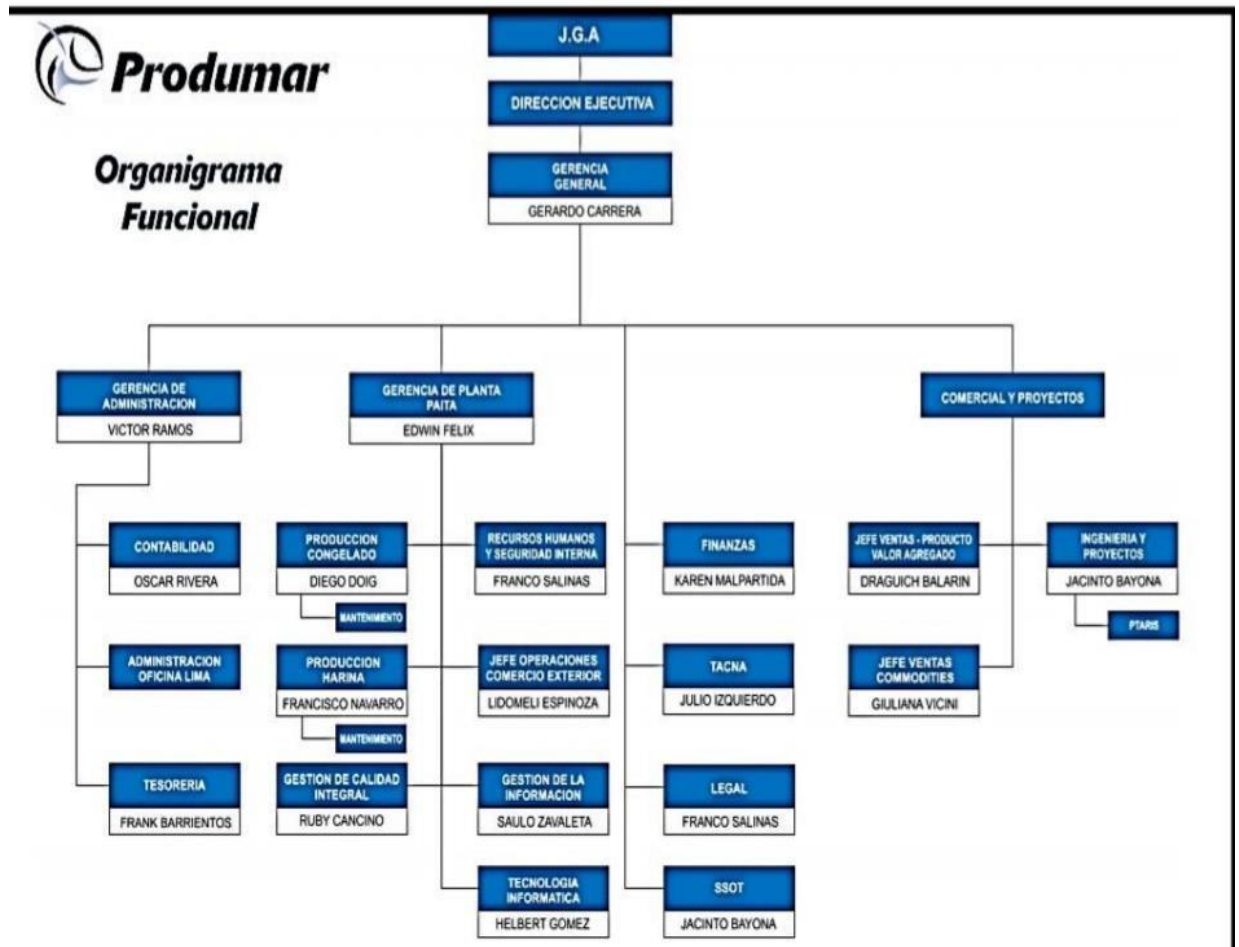 Produmar
Organigrama
Funcional
J.G.A
DIRECCION EJECUTIVA
GERENCIA
GENERAL
GERARDO CARRERA
GERENCIA DE
ADMINISTRACION
VICTOR RAMOS
GERENCIA DE PLANTA
PAITA
EDWIN FELIX
COMERCIAL Y PROYECTOS
CONTABILIDAD
OSCAR RIVERA
PRODUCCION
CONGELADO
DIEGO DOIG
MANTENIMIENTO
RECURSOS HUMANOS
Y SEGURIDAD INTERNA
FRANCO SALINAS
FINANZAS
KAREN MALPARTIDA
JEFE VENTAS - PRODUCTO
VALOR AGREGADO
DRAGUICH BALARIN
INGENIERIA Y
PROYECTOS
JACINTO BAYONA
PTARIS
ADMINISTRACION
OFICINA LIMA
PRODUCCION
HARINA
FRANCISCO NAVARRO
MANTENIMIENTO
JEFE OPERACIONES
COMERCIO EXTERIOR
LIDOMELI ESPINOZA
TACNA
JULIO IZQUIERDO
JEFE VENTAS
COMMODITIES
GIULIANA VICINI
TESORERIA
FRANK BARRIENTOS
GESTION DE CALIDAD
INTEGRAL
RUBY CANCINO
GESTION DE LA
INFORMACION
SAULO ZAVALETA
LEGAL
FRANCO SALINAS
TECNOLOGIA
INFORMATICA
HELBERT GOMEZ
SSOT
JACINTO BAYONA